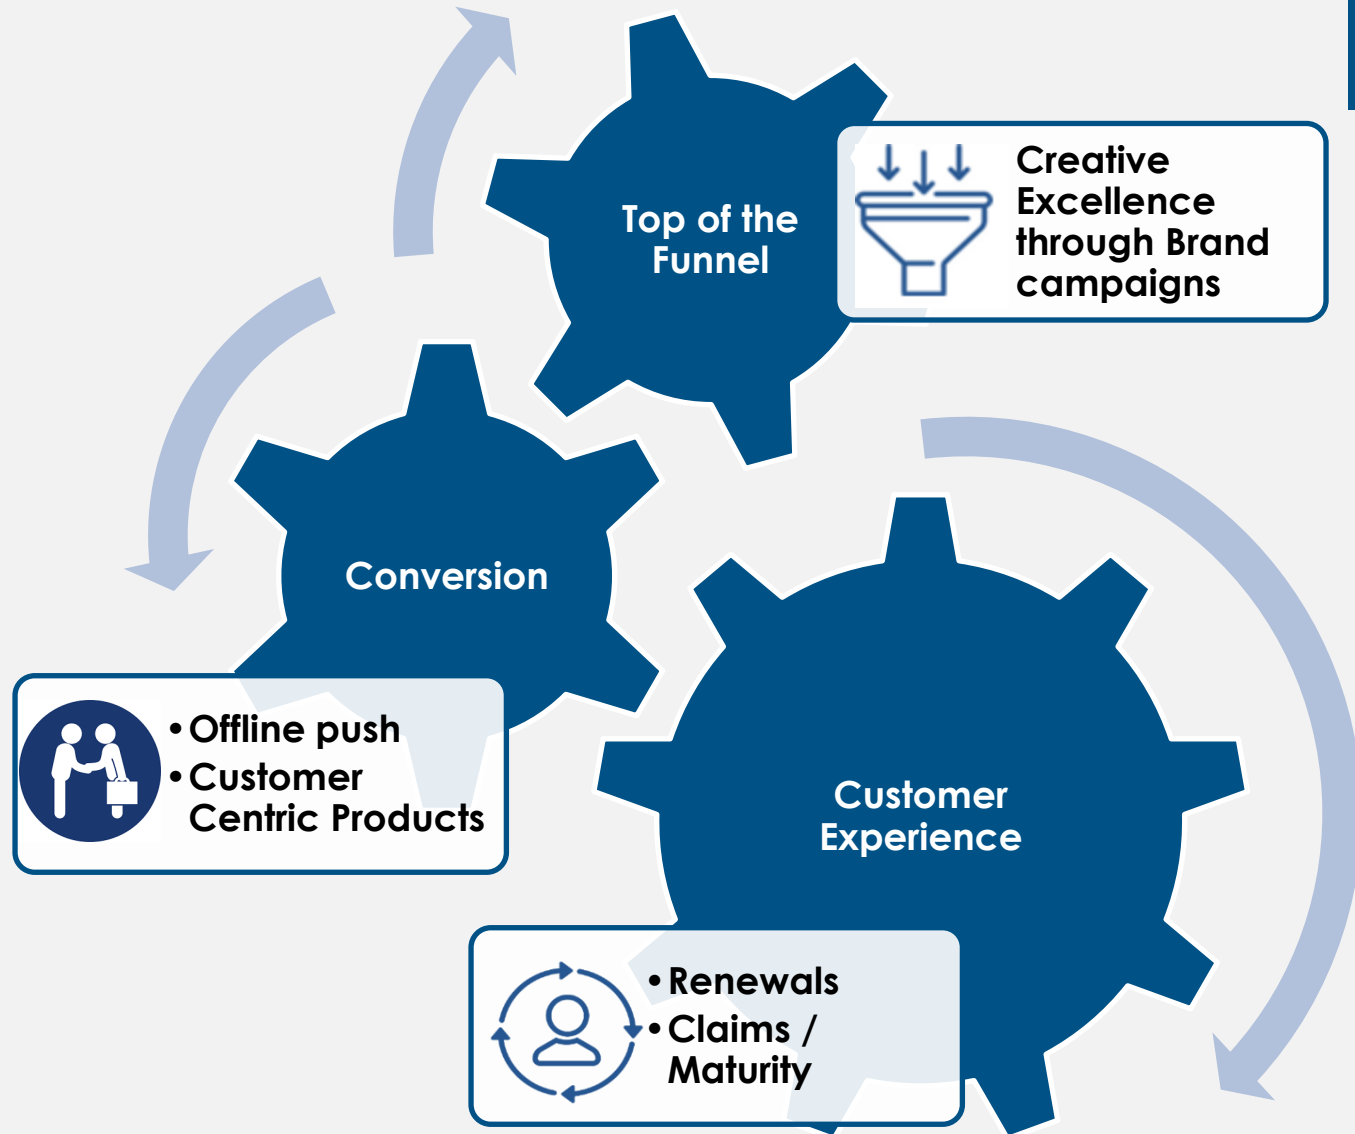 Top of the
Funnel
Creative
Excellence
through Brand
campaigns
Conversion
•Offline push
•Customer
Centric Products
Customer
Experience
•Renewals
•Claims /
Maturity